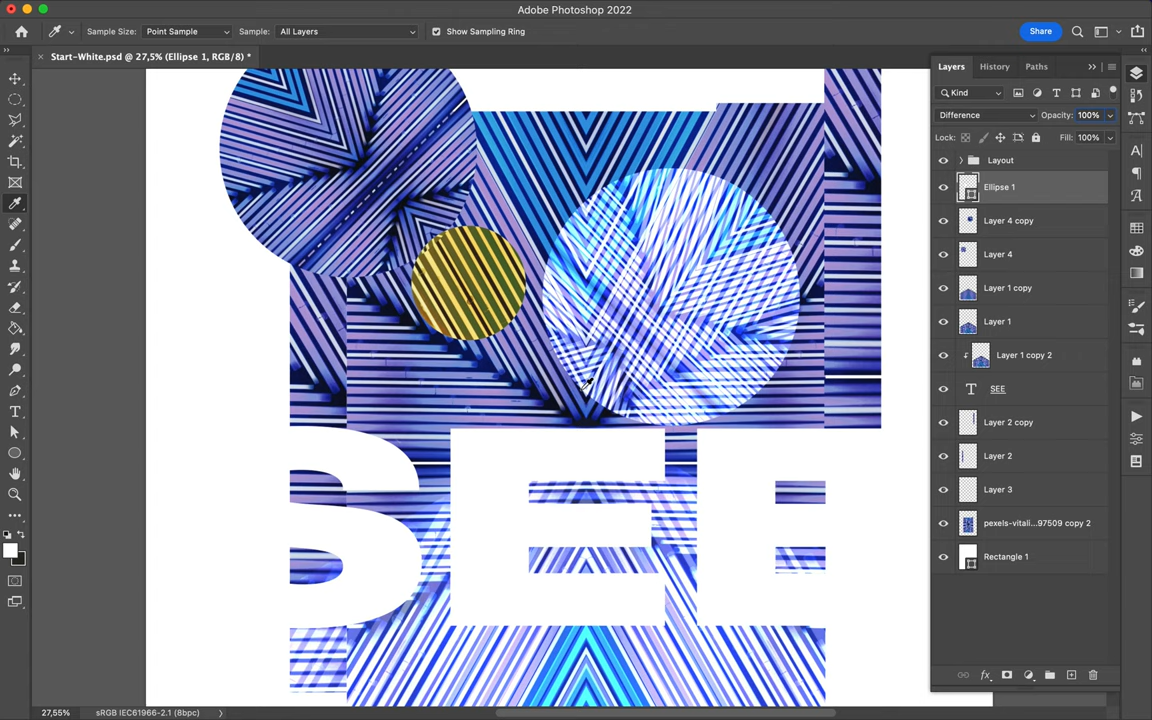 Adobe Photoshop 2022
Sample Size: Point Sample Sample: All Layers Show Sampling Ring Share
Start-White.psd @ 27,5% (Ellipse 1, RGB/8) *
Layers History Paths
Kind
Difference Opacity: 100%
Lock: Fill: 100%
Layout
Ellipse 1
Layer 4 copy
Layer 4
Layer 1 copy
Layer 1
Layer 1 copy 2
SEE
Layer 2 copy
Layer 2
Layer 3
pexels-vitali...97509 copy 2
Rectangle 1
SEE
27,55% sRGB IEC61966-2.1 (8bpc)